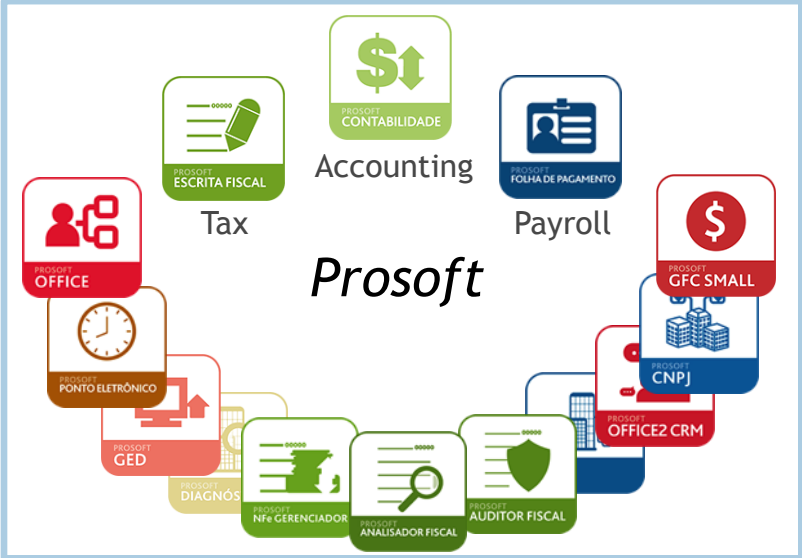 PROSOFT
CONTABILIDADE
Accounting
PROSOFT
ESCRITA FISCAL
Tax
PROSOFT
FOLHA DE PAGAMENTO
Payroll
PROSOFT
OFFICE
PROSOFT
GFC SMALL
Prosoft
PROSOFT
PONTO ELETRÔNICO
PROSOFT
CNPJ
PROSOFT
GED
PROSOFT
OFFICE2 CRM
DIAGNÓS
PROSOFT
NFe GERENCIADOR
PROSOFT
ANALISADOR FISCAL
PROSOFT
AUDITOR FISCAL